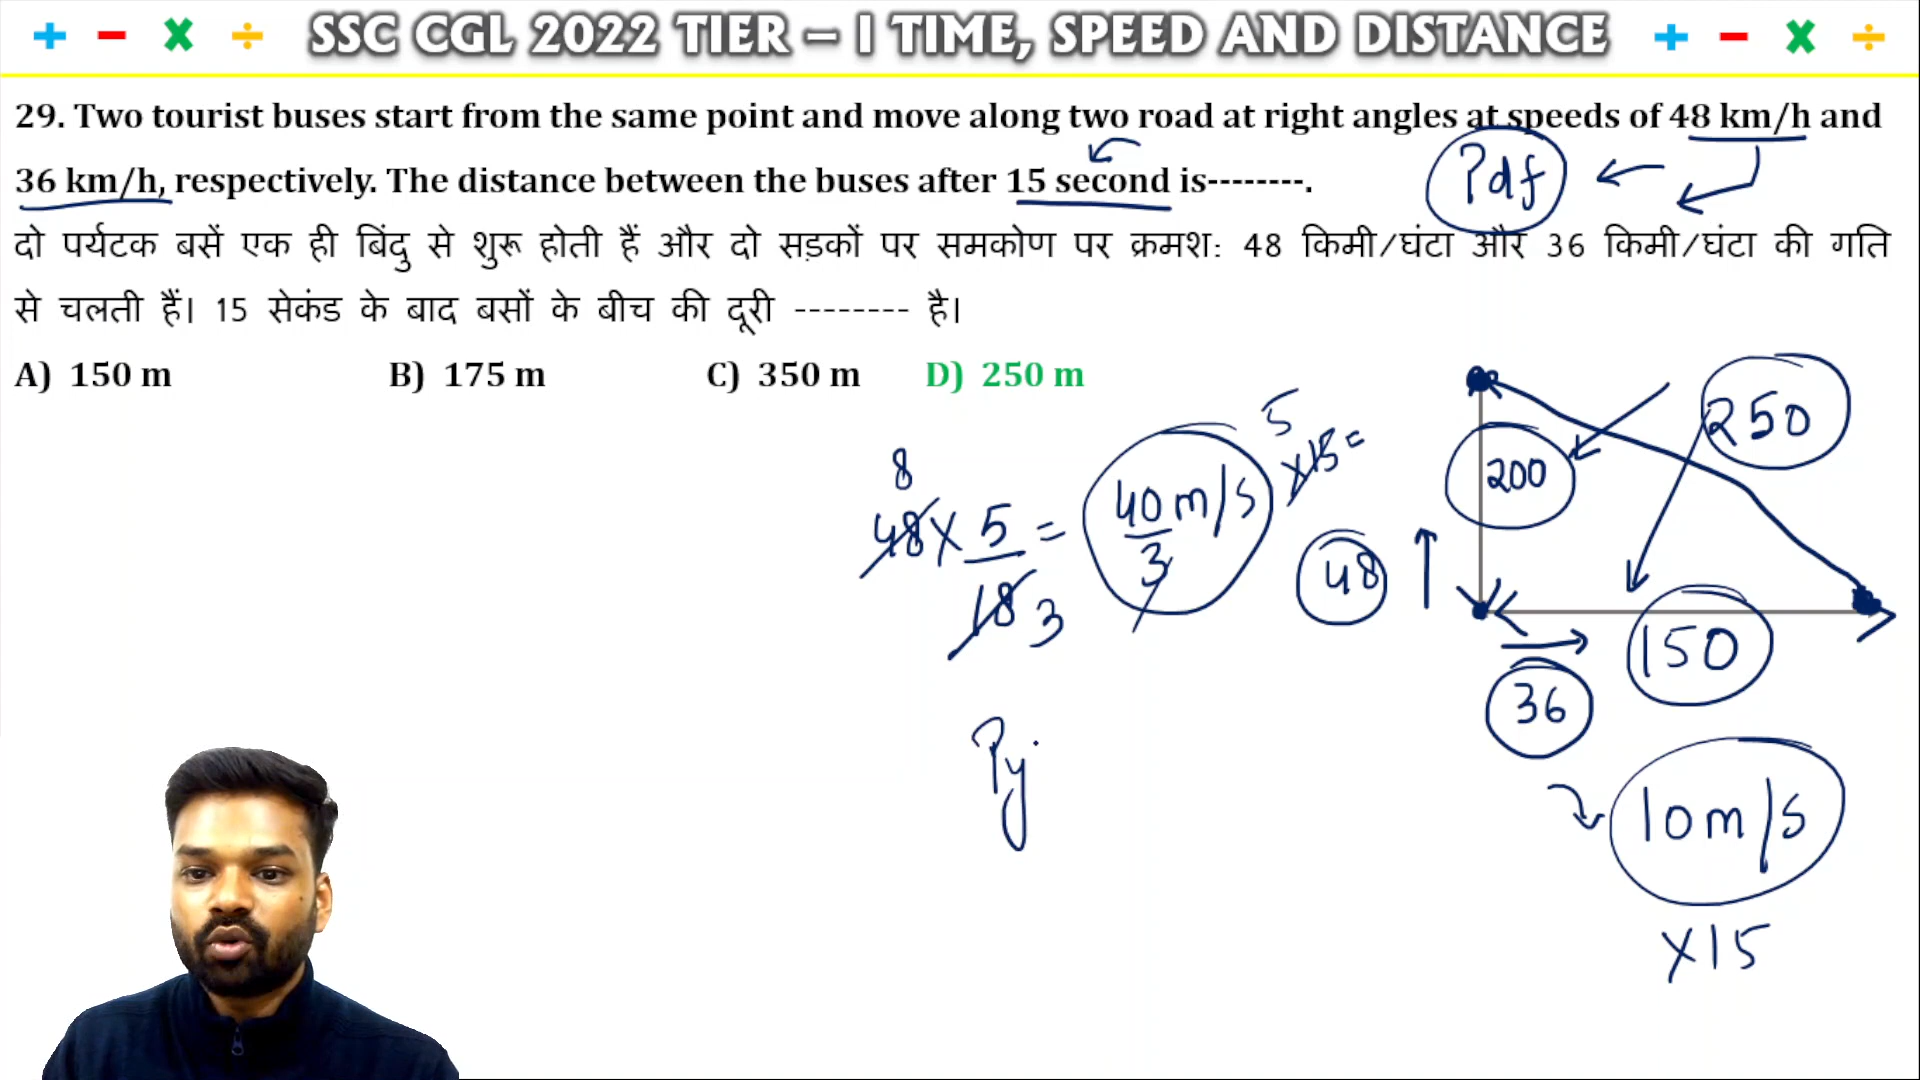 + - × ÷ SSC CGL 2022 TIER – I TIME, SPEED AND DISTANCE + - × ÷
29. Two tourist buses start from the same point and move along two road at right angles at speeds of 48 km/h and
36 km/h, respectively. The distance between the buses after 15 second is--------.
Pdf
दो पर्यटक बसें एक ही बिंदु से शुरू होती हैं और दो सड़कों पर समकोण पर क्रमश: 48 किमी/घंटा और 36 किमी/घंटा की गति
से चलती हैं। 15 सेकंड के बाद बसों के बीच की दूरी -------- है।
A) 150 m B) 175 m C) 350 m D) 250 m
250
200
8
48 × 5/18 3 = 40/3 m/s ×15 5 =
48
150
36
Py
10 m/s
×15